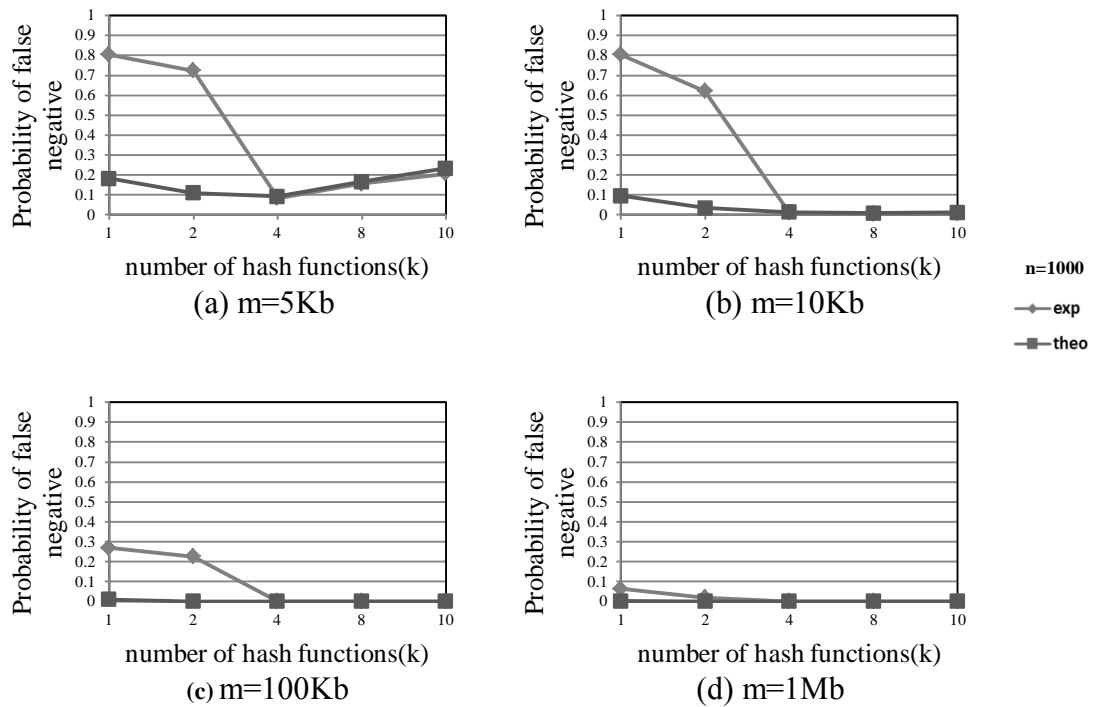 Probability of false
negative
1
0.9
0.8
0.7
0.6
0.5
0.4
0.3
0.2
0.1
0
1 2 4 8 10
number of hash functions(k)
(a) m=5Kb
Probability of false
negative
1
0.9
0.8
0.7
0.6
0.5
0.4
0.3
0.2
0.1
0
1 2 4 8 10
number of hash functions(k)
(b) m=10Kb
n=1000
exp
theo
Probability of false
negative
1
0.9
0.8
0.7
0.6
0.5
0.4
0.3
0.2
0.1
0
1 2 4 8 10
number of hash functions(k)
(c) m=100Kb
Probability of false
negative
1
0.9
0.8
0.7
0.6
0.5
0.4
0.3
0.2
0.1
0
1 2 4 8 10
number of hash functions(k)
(d) m=1Mb